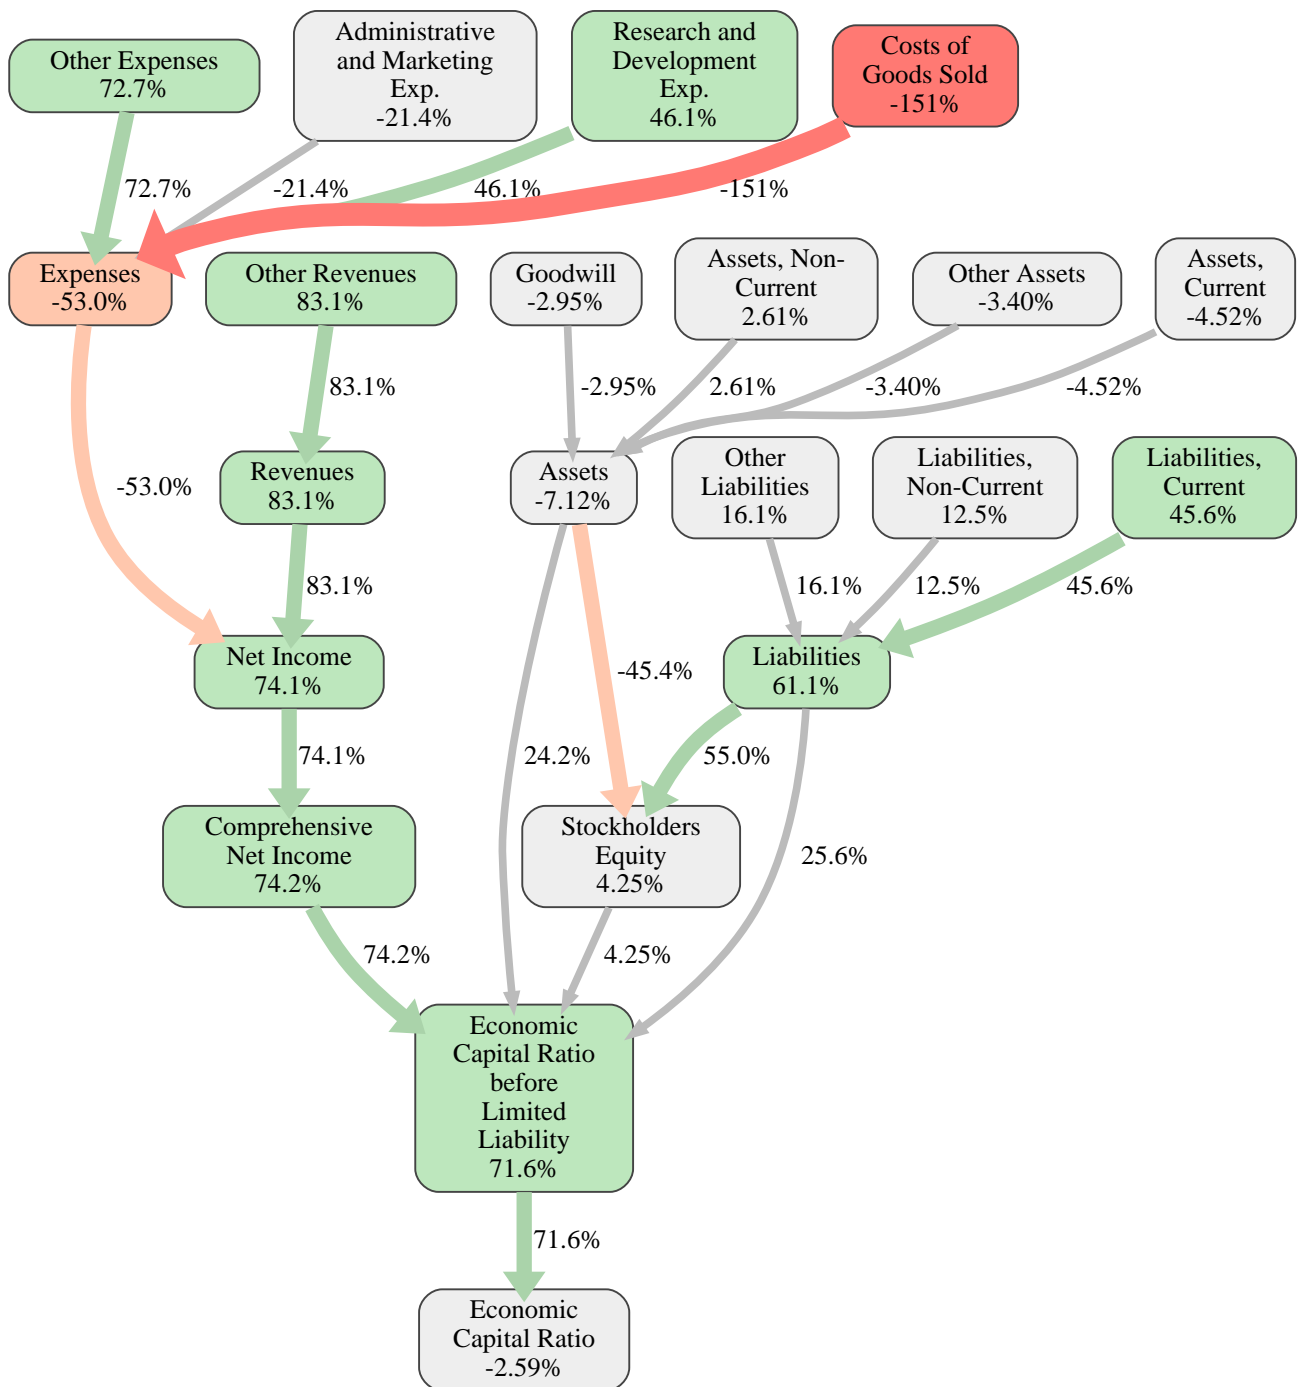 Other Expenses
72.7%
Administrative
and Marketing
Exp.
-21.4%
Research and
Development
Exp.
46.1%
Costs of
Goods Sold
-151%
72.7%
-21.4%
46.1%
-151%
Expenses
-53.0%
Other Revenues
83.1%
Goodwill
-2.95%
Assets, Non-
Current
2.61%
Other Assets
-3.40%
Assets,
Current
-4.52%
83.1%
-2.95%
2.61%
-3.40%
-4.52%
-53.0%
Revenues
83.1%
Assets
-7.12%
Other
Liabilities
16.1%
Liabilities,
Non-Current
12.5%
Liabilities,
Current
45.6%
83.1%
16.1%
12.5%
45.6%
Net Income
74.1%
-45.4%
Liabilities
61.1%
74.1%
24.2%
55.0%
Comprehensive
Net Income
74.2%
Stockholders
Equity
4.25%
25.6%
74.2%
4.25%
Economic
Capital Ratio
before
Limited
Liability
71.6%
71.6%
Economic
Capital Ratio
-2.59%